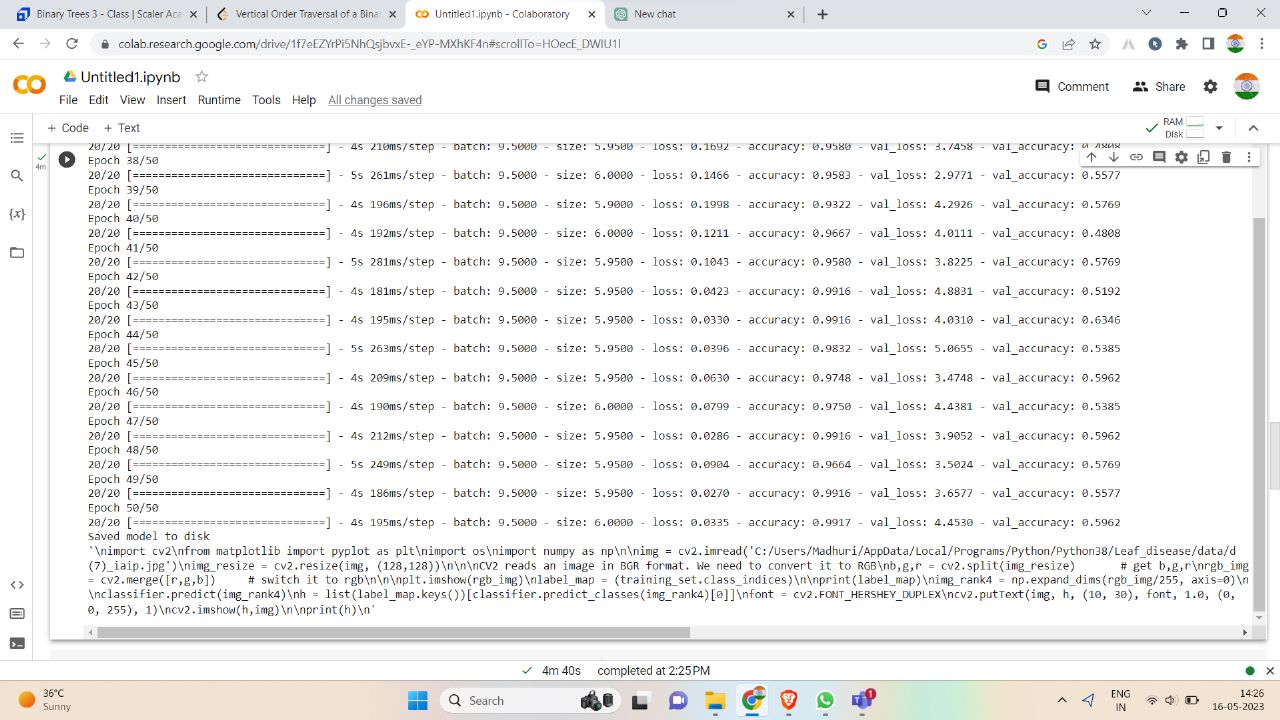 Binary Trees 3 - Class | Scaler Aca
Vertical Order Traversal of a Binar
Untitled1.ipynb - Colaboratory
New chat
colab.research.google.com/drive/1f7eEZYrPi5NhQsjbvxE-_eYP-MXhKF4n#scrollTo=HOecE_DWIU1l
Untitled1.ipynb
File Edit View Insert Runtime Tools Help All changes saved
Comment
Share
+ Code + Text
RAM
Disk
4m
20/20 [==============================] - 4s 210ms/step - batch: 9.5000 - size: 5.9500 - loss: 0.1692 - accuracy: 0.9580 - val_loss: 3.7458 - val_accuracy: 0.4808
Epoch 38/50
20/20 [==============================] - 5s 261ms/step - batch: 9.5000 - size: 6.0000 - loss: 0.1466 - accuracy: 0.9583 - val_loss: 2.9771 - val_accuracy: 0.5577
Epoch 39/50
20/20 [==============================] - 4s 196ms/step - batch: 9.5000 - size: 5.9000 - loss: 0.1998 - accuracy: 0.9322 - val_loss: 4.2926 - val_accuracy: 0.5769
Epoch 40/50
20/20 [==============================] - 4s 192ms/step - batch: 9.5000 - size: 6.0000 - loss: 0.1211 - accuracy: 0.9667 - val_loss: 4.0111 - val_accuracy: 0.4808
Epoch 41/50
20/20 [==============================] - 5s 281ms/step - batch: 9.5000 - size: 5.9500 - loss: 0.1043 - accuracy: 0.9580 - val_loss: 3.8225 - val_accuracy: 0.5769
Epoch 42/50
20/20 [==============================] - 4s 181ms/step - batch: 9.5000 - size: 5.9500 - loss: 0.0423 - accuracy: 0.9916 - val_loss: 4.8831 - val_accuracy: 0.5192
Epoch 43/50
20/20 [==============================] - 4s 195ms/step - batch: 9.5000 - size: 5.9500 - loss: 0.0330 - accuracy: 0.9916 - val_loss: 4.0310 - val_accuracy: 0.6346
Epoch 44/50
20/20 [==============================] - 5s 263ms/step - batch: 9.5000 - size: 5.9500 - loss: 0.0396 - accuracy: 0.9832 - val_loss: 5.0655 - val_accuracy: 0.5385
Epoch 45/50
20/20 [==============================] - 4s 209ms/step - batch: 9.5000 - size: 5.9500 - loss: 0.0630 - accuracy: 0.9748 - val_loss: 3.4748 - val_accuracy: 0.5962
Epoch 46/50
20/20 [==============================] - 4s 190ms/step - batch: 9.5000 - size: 6.0000 - loss: 0.0799 - accuracy: 0.9750 - val_loss: 4.4381 - val_accuracy: 0.5385
Epoch 47/50
20/20 [==============================] - 4s 212ms/step - batch: 9.5000 - size: 5.9500 - loss: 0.0286 - accuracy: 0.9916 - val_loss: 3.9052 - val_accuracy: 0.5962
Epoch 48/50
20/20 [==============================] - 5s 249ms/step - batch: 9.5000 - size: 5.9500 - loss: 0.0904 - accuracy: 0.9664 - val_loss: 3.5024 - val_accuracy: 0.5769
Epoch 49/50
20/20 [==============================] - 4s 186ms/step - batch: 9.5000 - size: 5.9500 - loss: 0.0270 - accuracy: 0.9916 - val_loss: 3.6577 - val_accuracy: 0.5577
Epoch 50/50
20/20 [==============================] - 4s 195ms/step - batch: 9.5000 - size: 6.0000 - loss: 0.0335 - accuracy: 0.9917 - val_loss: 4.4530 - val_accuracy: 0.5962
Saved model to disk
'\nimport cv2\nfrom matplotlib import pyplot as plt\nimport os\nimport numpy as np\n\nimg = cv2.imread('C:/Users/Madhuri/AppData/Local/Programs/Python/Python38/Leaf_disease/data/d
(7)_iaip.jpg')\nimg_resize = cv2.resize(img, (128,128))\n\n\nCV2 reads an image in BGR format. We need to convert it to RGB\nb,g,r = cv2.split(img_resize) # get b,g,r\nrgb_img
= cv2.merge([r,g,b]) # switch it to rgb\n\n\nplt.imshow(rgb_img)\nlabel_map = (training_set.class_indices)\n\nprint(label_map)\nimg_rank4 = np.expand_dims(rgb_img/255, axis=0)\n
\nclassifier.predict(img_rank4)\nh = list(label_map.keys())[classifier.predict_classes(img_rank4)[0]]\nfont = cv2.FONT_HERSHEY_DUPLEX\ncv2.putText(img, h, (10, 30), font, 1.0, (0,
0, 255), 1)\ncv2.imshow(h,img)\n\nprint(h)\n'
4m 40s completed at 2:25 PM
36°C
Sunny
Search
1
ENG
IN
14:26
16-05-2023